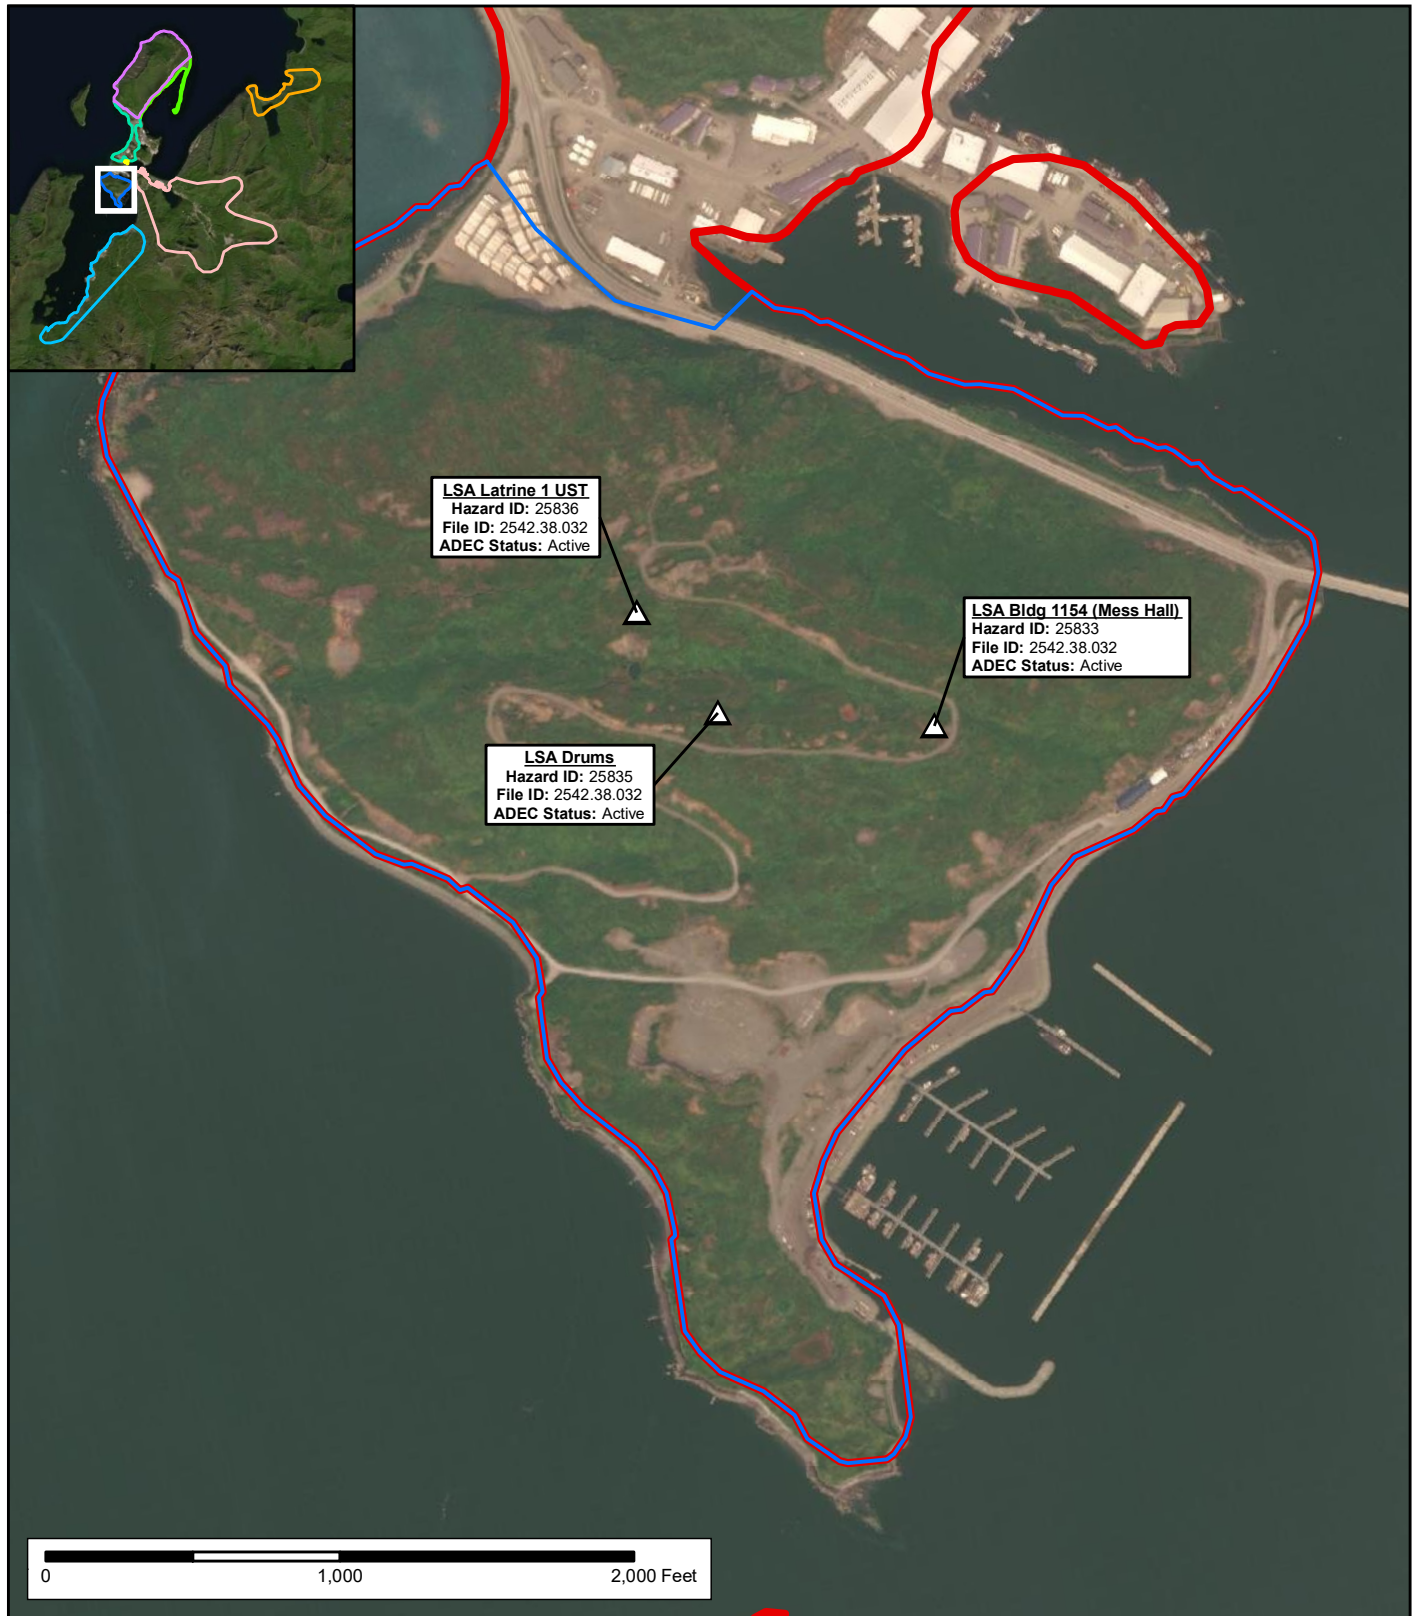 LSA Latrine 1 UST
Hazard ID: 25836
File ID: 2542.38.032
ADEC Status: Active
LSA Bldg 1154 (Mess Hall)
Hazard ID: 25833
File ID: 2542.38.032
ADEC Status: Active
LSA Drums
Hazard ID: 25835
File ID: 2542.38.032
ADEC Status: Active
0 1,000 2,000 Feet